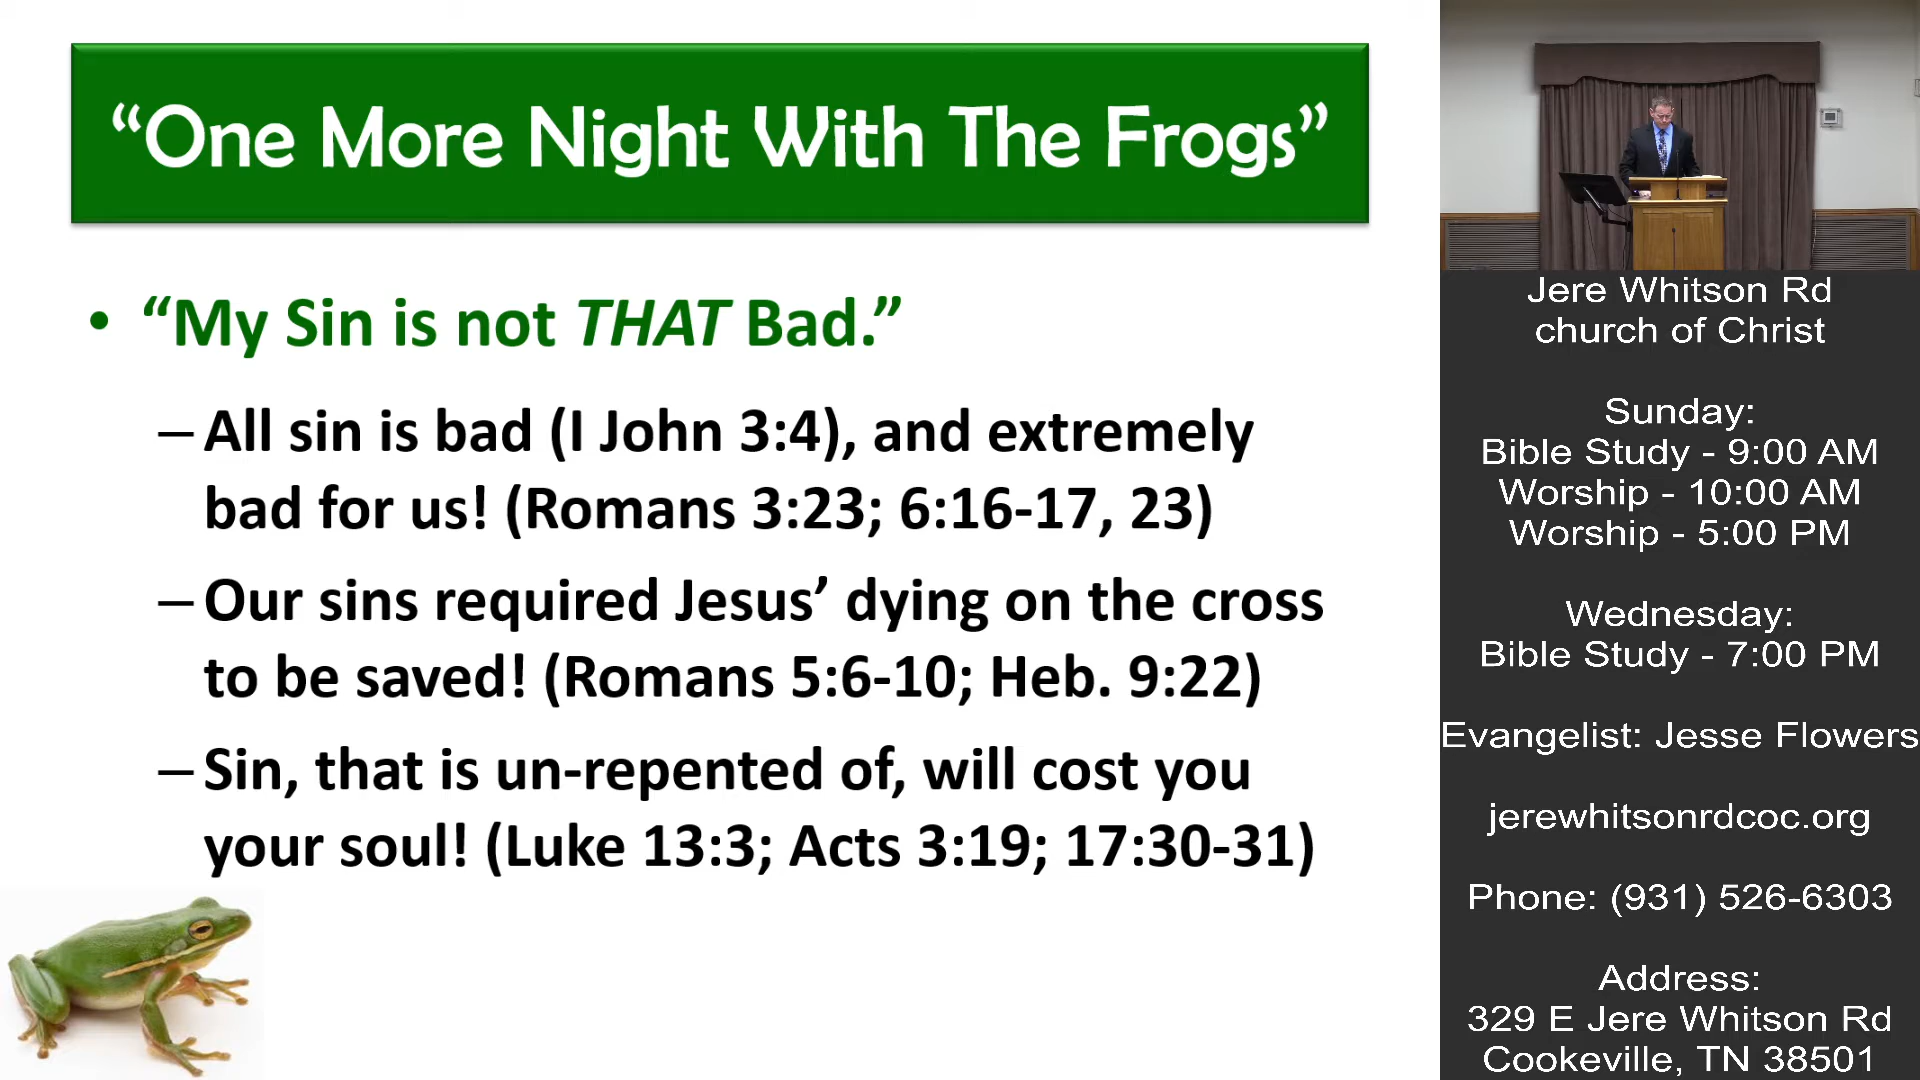 “One More Night With The Frogs”
• “My Sin is not THAT Bad.”
– All sin is bad (I John 3:4), and extremely
bad for us! (Romans 3:23; 6:16-17, 23)
– Our sins required Jesus’ dying on the cross
to be saved! (Romans 5:6-10; Heb. 9:22)
– Sin, that is un-repented of, will cost you
your soul! (Luke 13:3; Acts 3:19; 17:30-31)
Jere Whitson Rd
church of Christ
Sunday:
Bible Study - 9:00 AM
Worship - 10:00 AM
Worship - 5:00 PM
Wednesday:
Bible Study - 7:00 PM
Evangelist: Jesse Flowers
jerewhitsonrdcoc.org
Phone: (931) 526-6303
Address:
329 E Jere Whitson Rd
Cookeville, TN 38501